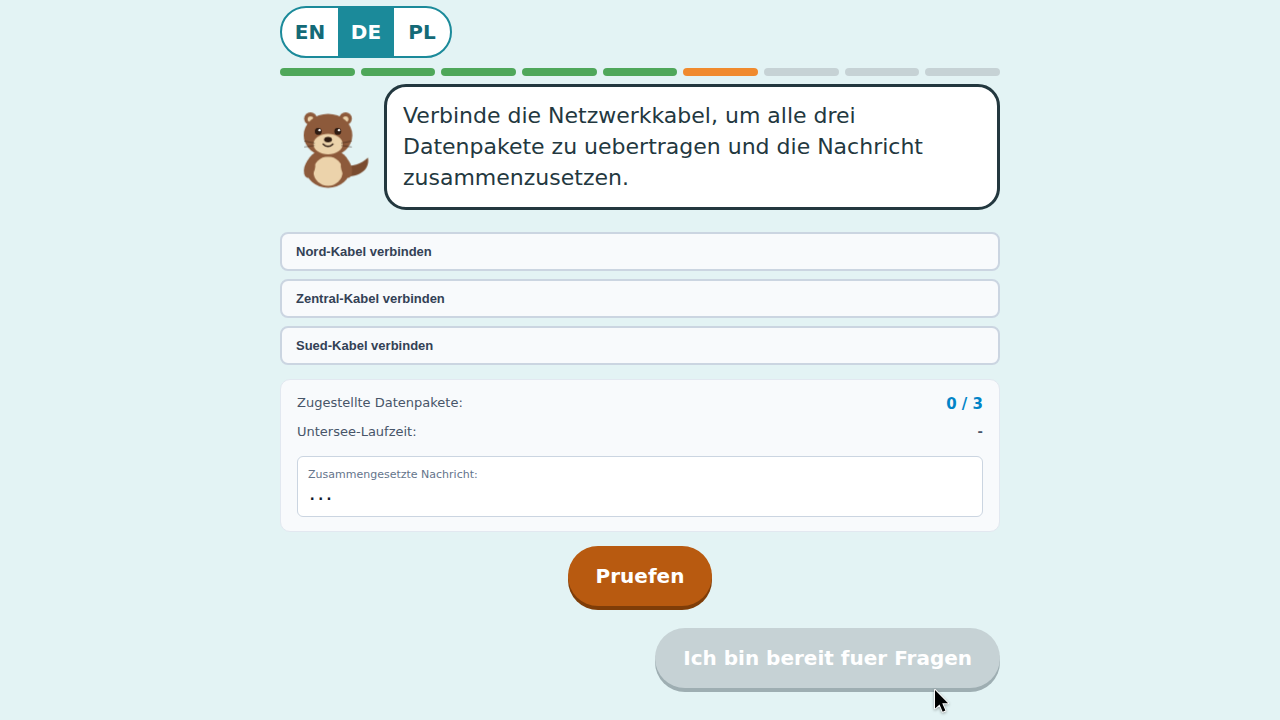 EN DE PL
Verbinde die Netzwerkkabel, um alle drei
Datenpakete zu uebertragen und die Nachricht
zusammenzusetzen.
Nord-Kabel verbinden
Zentral-Kabel verbinden
Sued-Kabel verbinden
Zugestellte Datenpakete: 0 / 3
Untersee-Laufzeit: -
Zusammengesetzte Nachricht:
...
Pruefen
Ich bin bereit fuer Fragen